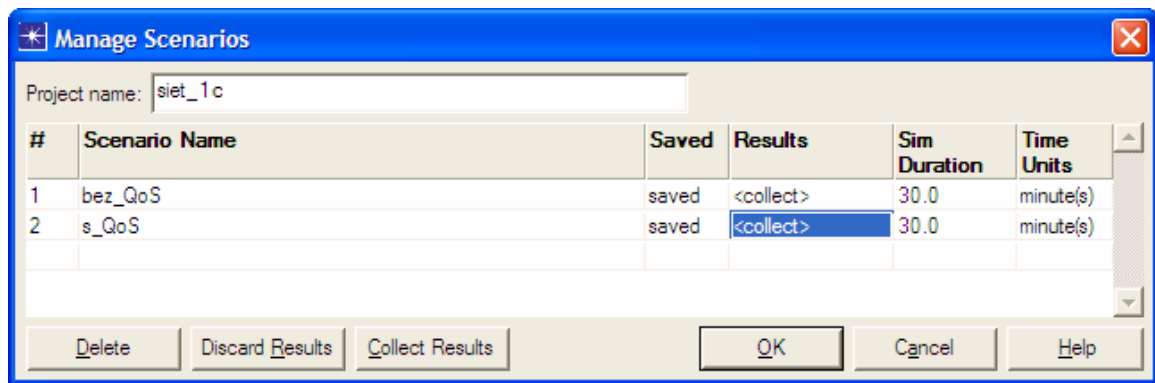 Manage Scenarios
Project name: siet_1c
# Scenario Name Saved Results Sim Duration Time Units
1 bez_QoS saved <collect> 30.0 minute(s)
2 s_QoS saved <collect> 30.0 minute(s)
Delete Discard Results Collect Results OK Cancel Help